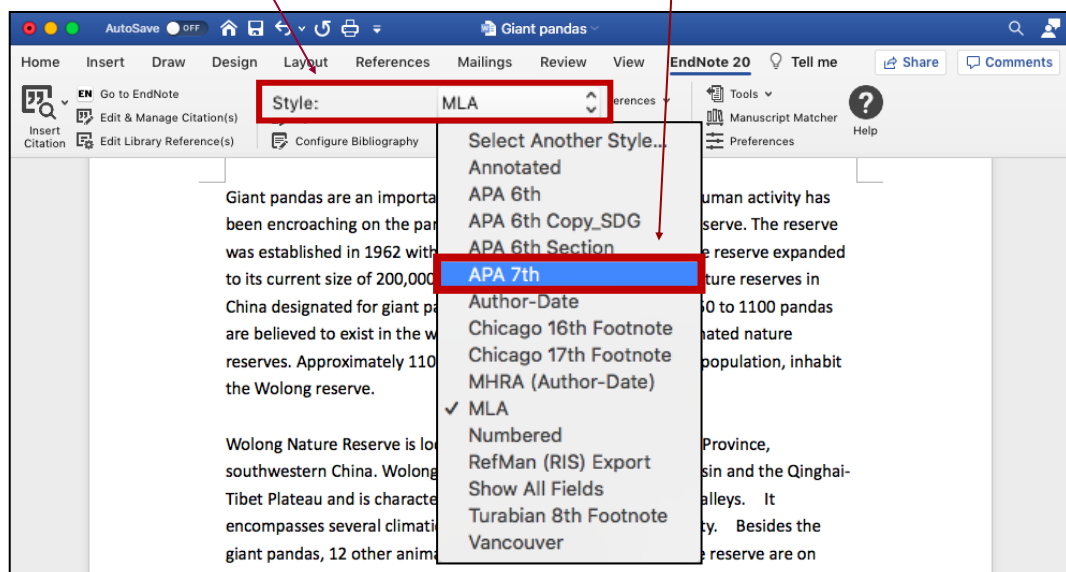 AutoSave OFF Giant pandas
Home Insert Draw Design Layout References Mailings Review View EndNote 20 Tell me Share Comments
Insert Citation
EN Go to EndNote
Edit & Manage Citation(s)
Edit Library Reference(s)
Style: MLA
Configure Bibliography
erences
Tools
Manuscript Matcher
Preferences
? Help
Select Another Style...
Annotated
APA 6th
APA 6th Copy_SDG
APA 6th Section
APA 7th
Author-Date
Chicago 16th Footnote
Chicago 17th Footnote
MHRA (Author-Date)
✓ MLA
Numbered
RefMan (RIS) Export
Show All Fields
Turabian 8th Footnote
Vancouver
Giant pandas are an importa uman activity has
been encroaching on the par serve. The reserve
was established in 1962 with e reserve expanded
to its current size of 200,000 ture reserves in
China designated for giant pa 50 to 1100 pandas
are believed to exist in the w nated nature
reserves. Approximately 110 population, inhabit
the Wolong reserve.
Wolong Nature Reserve is lo Province,
southwestern China. Wolong sin and the Qinghai-
Tibet Plateau and is characte alleys. It
encompasses several climati ty. Besides the
giant pandas, 12 other anima reserve are on